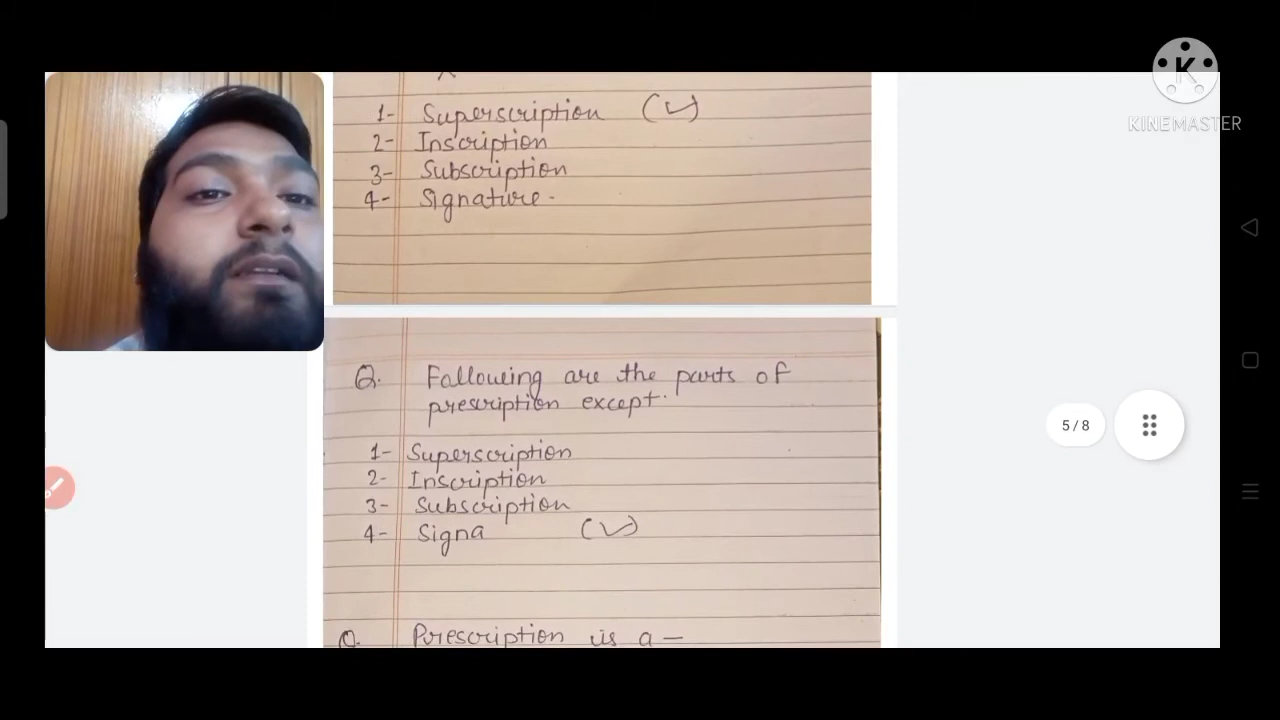 1- Superscription (✓)
2- Inscription
3- Subscription
4- Signature.
Q. Following are the parts of
prescription except.
1- Superscription
2- Inscription
3- Subscription
4- Signa (✓)
Q. Prescription is a —
5/8
K
KINEMASTER